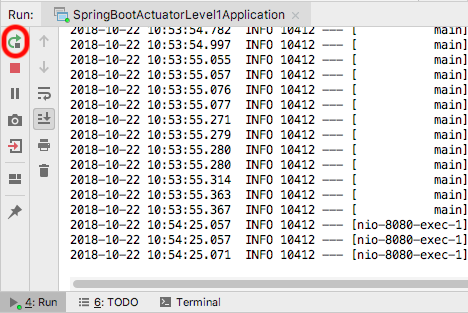 Run: SpringBootActuatorLevel1Application
2018-10-22 10:53:54.782 INFO 10412 --- [ main]
2018-10-22 10:53:54.997 INFO 10412 --- [ main]
2018-10-22 10:53:55.055 INFO 10412 --- [ main]
2018-10-22 10:53:55.057 INFO 10412 --- [ main]
2018-10-22 10:53:55.076 INFO 10412 --- [ main]
2018-10-22 10:53:55.077 INFO 10412 --- [ main]
2018-10-22 10:53:55.271 INFO 10412 --- [ main]
2018-10-22 10:53:55.279 INFO 10412 --- [ main]
2018-10-22 10:53:55.280 INFO 10412 --- [ main]
2018-10-22 10:53:55.280 INFO 10412 --- [ main]
2018-10-22 10:53:55.314 INFO 10412 --- [ main]
2018-10-22 10:53:55.363 INFO 10412 --- [ main]
2018-10-22 10:53:55.367 INFO 10412 --- [ main]
2018-10-22 10:54:25.057 INFO 10412 --- [nio-8080-exec-1]
2018-10-22 10:54:25.057 INFO 10412 --- [nio-8080-exec-1]
2018-10-22 10:54:25.071 INFO 10412 --- [nio-8080-exec-1]
4: Run 6: TODO Terminal